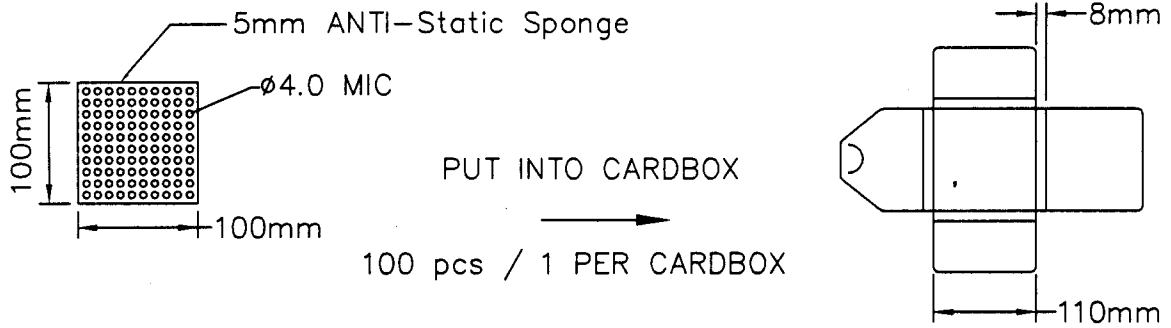 5mm ANTI-Static Sponge
8mm
ø4.0 MIC
100mm
PUT INTO CARDBOX
100mm
100 pcs / 1 PER CARDBOX
110mm